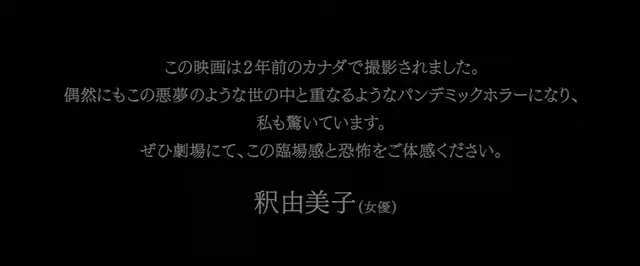 この映画は2年前のカナダで撮影されました。
偶然にもこの悪夢のような世の中と重なるようなパンデミックホラーになり、
私も驚いています。
ぜひ劇場にて、この臨場感と恐怖をご体感ください。
釈由美子(女優)